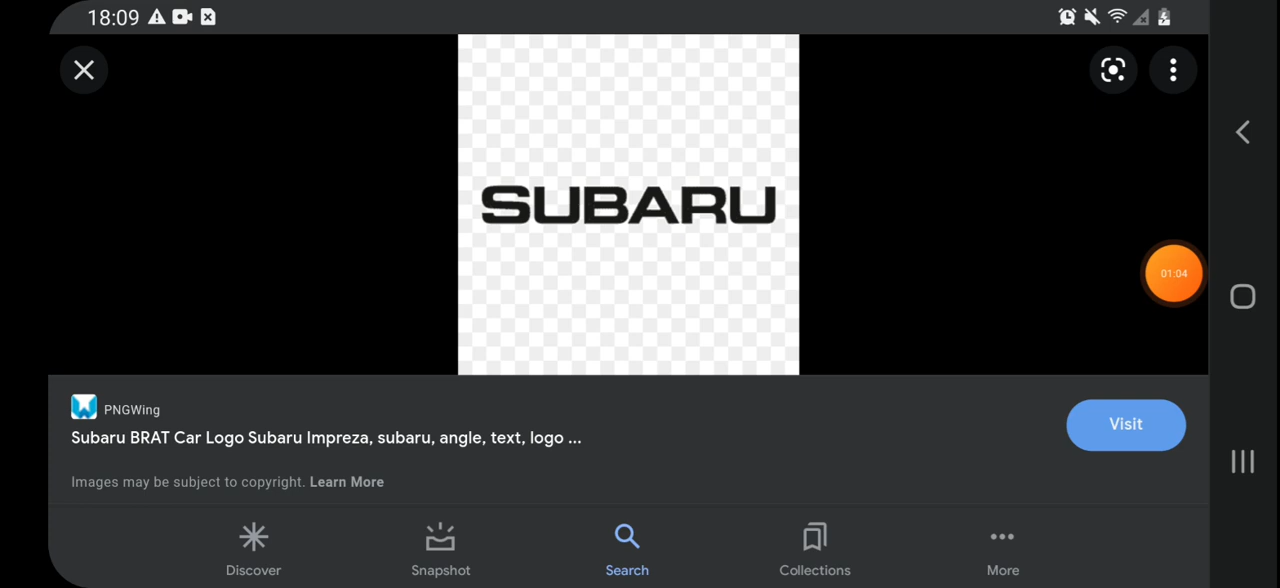 18:09
SUBARU
01:04
PNGWing
Subaru BRAT Car Logo Subaru Impreza, subaru, angle, text, logo ...
Visit
Images may be subject to copyright. Learn More
Discover
Snapshot
Search
Collections
More